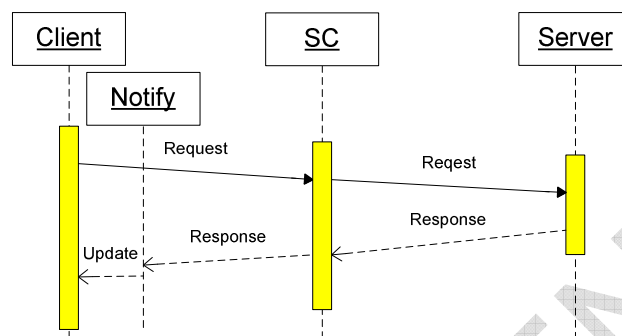 Client
SC
Server
Notify
Request
Reqest
Response
Response
Update